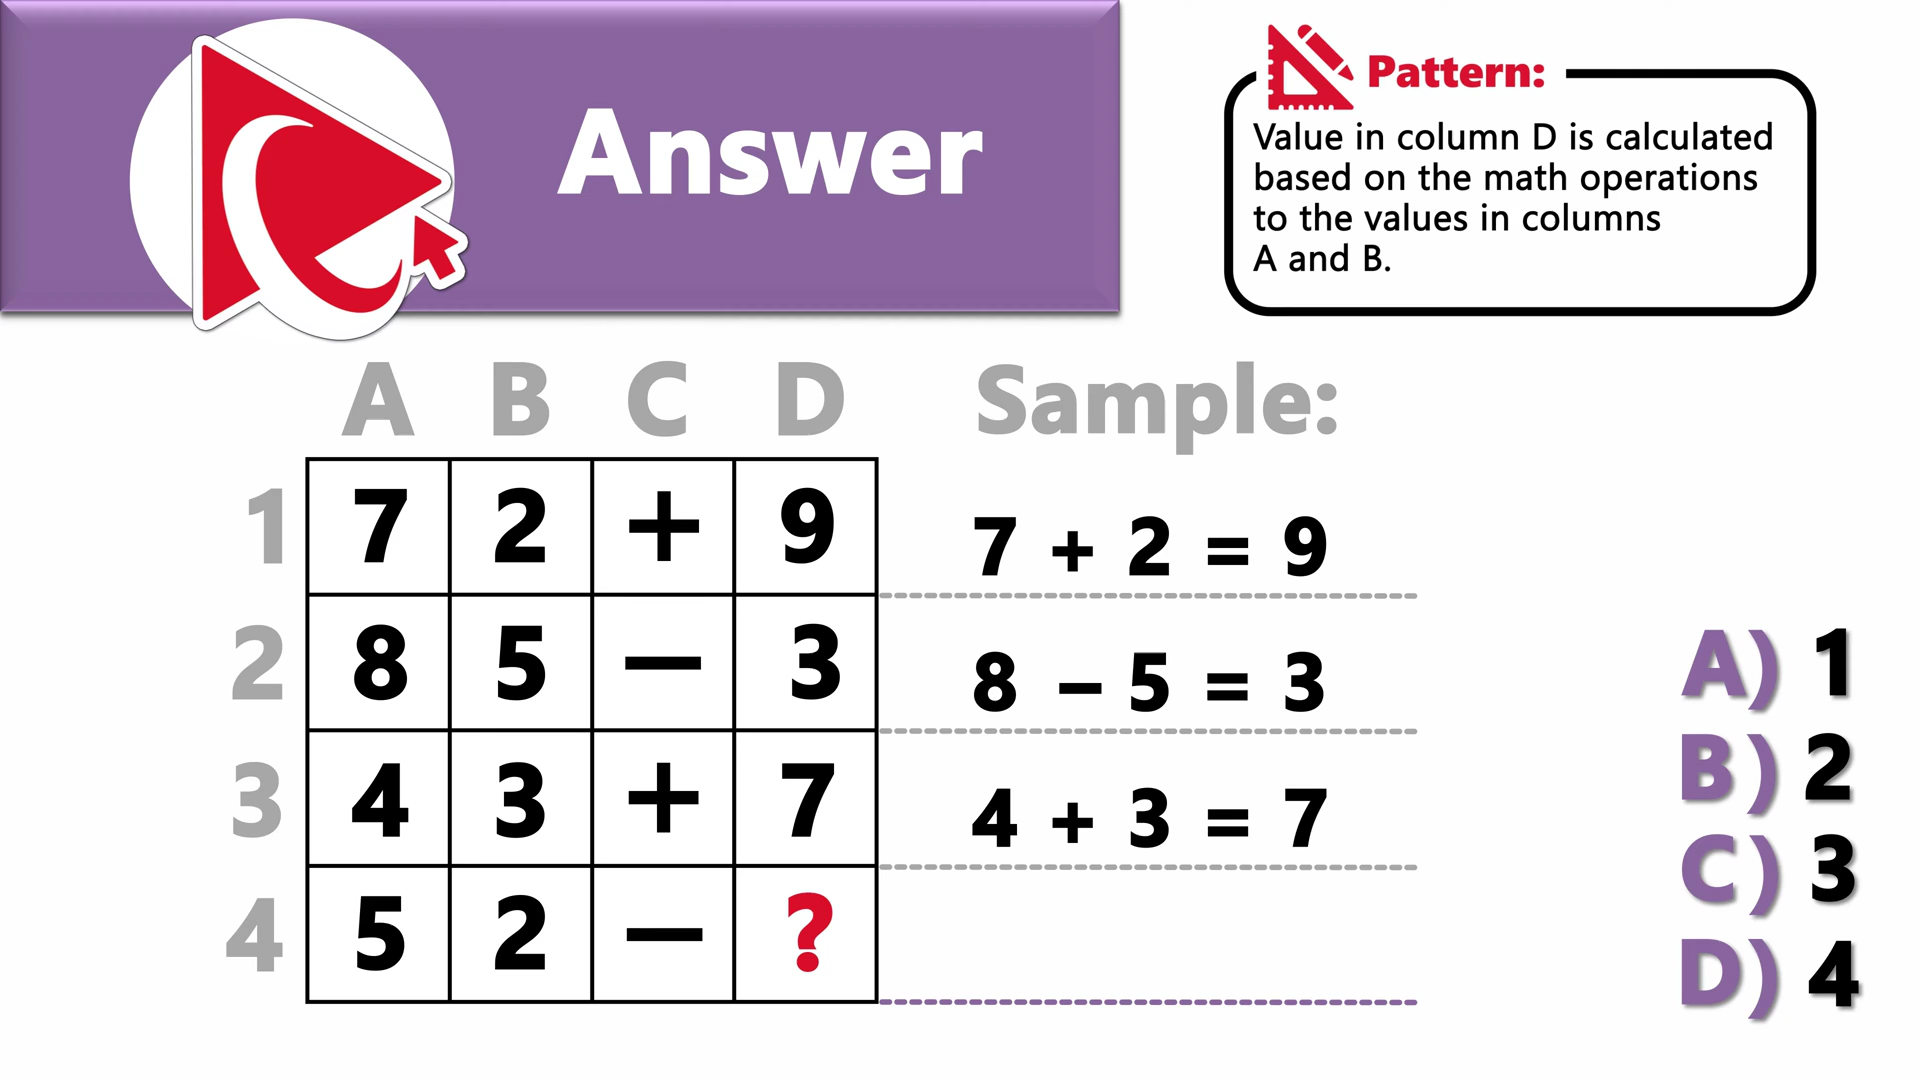 Answer
Pattern:
Value in column D is calculated
based on the math operations
to the values in columns
A and B.
A B C D Sample:
1 7 2 + 9 7 + 2 = 9
2 8 5 – 3 8 – 5 = 3
3 4 3 + 7 4 + 3 = 7
4 5 2 – ?
A) 1
B) 2
C) 3
D) 4